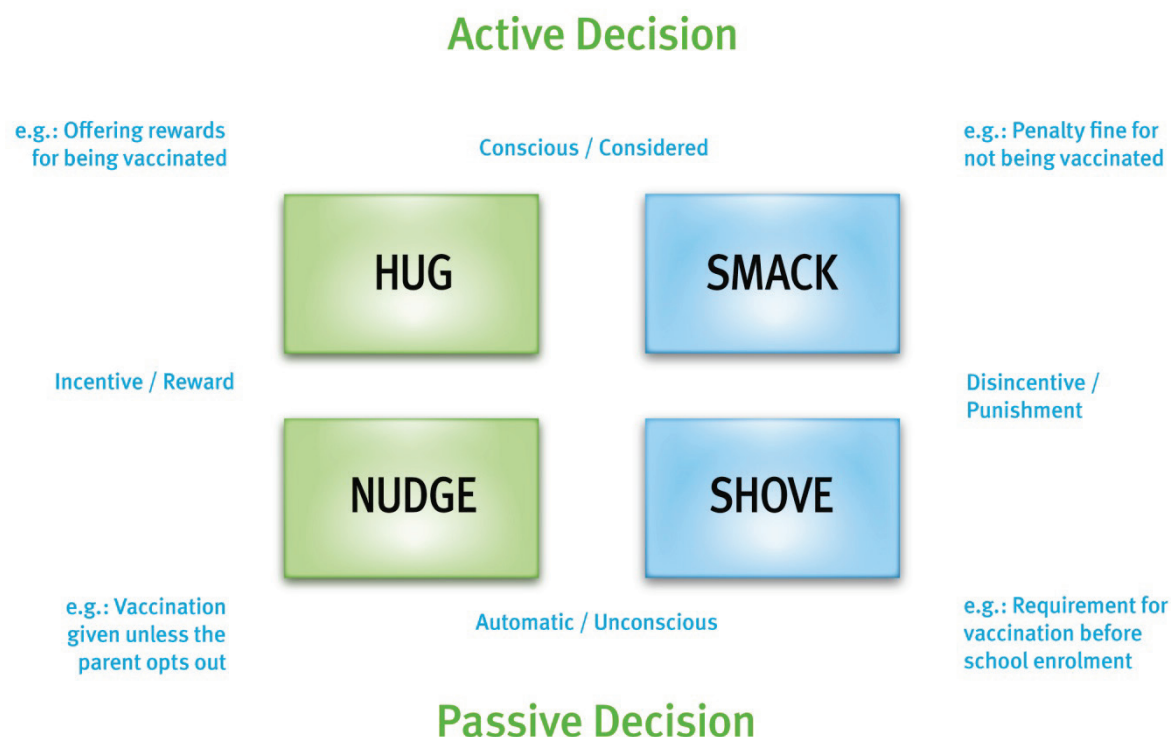 Active Decision
e.g.: Offering rewards
for being vaccinated
Conscious / Considered
e.g.: Penalty fine for
not being vaccinated
HUG
SMACK
Incentive / Reward
Disincentive /
Punishment
NUDGE
SHOVE
e.g.: Vaccination
given unless the
parent opts out
Automatic / Unconscious
e.g.: Requirement for
vaccination before
school enrolment
Passive Decision